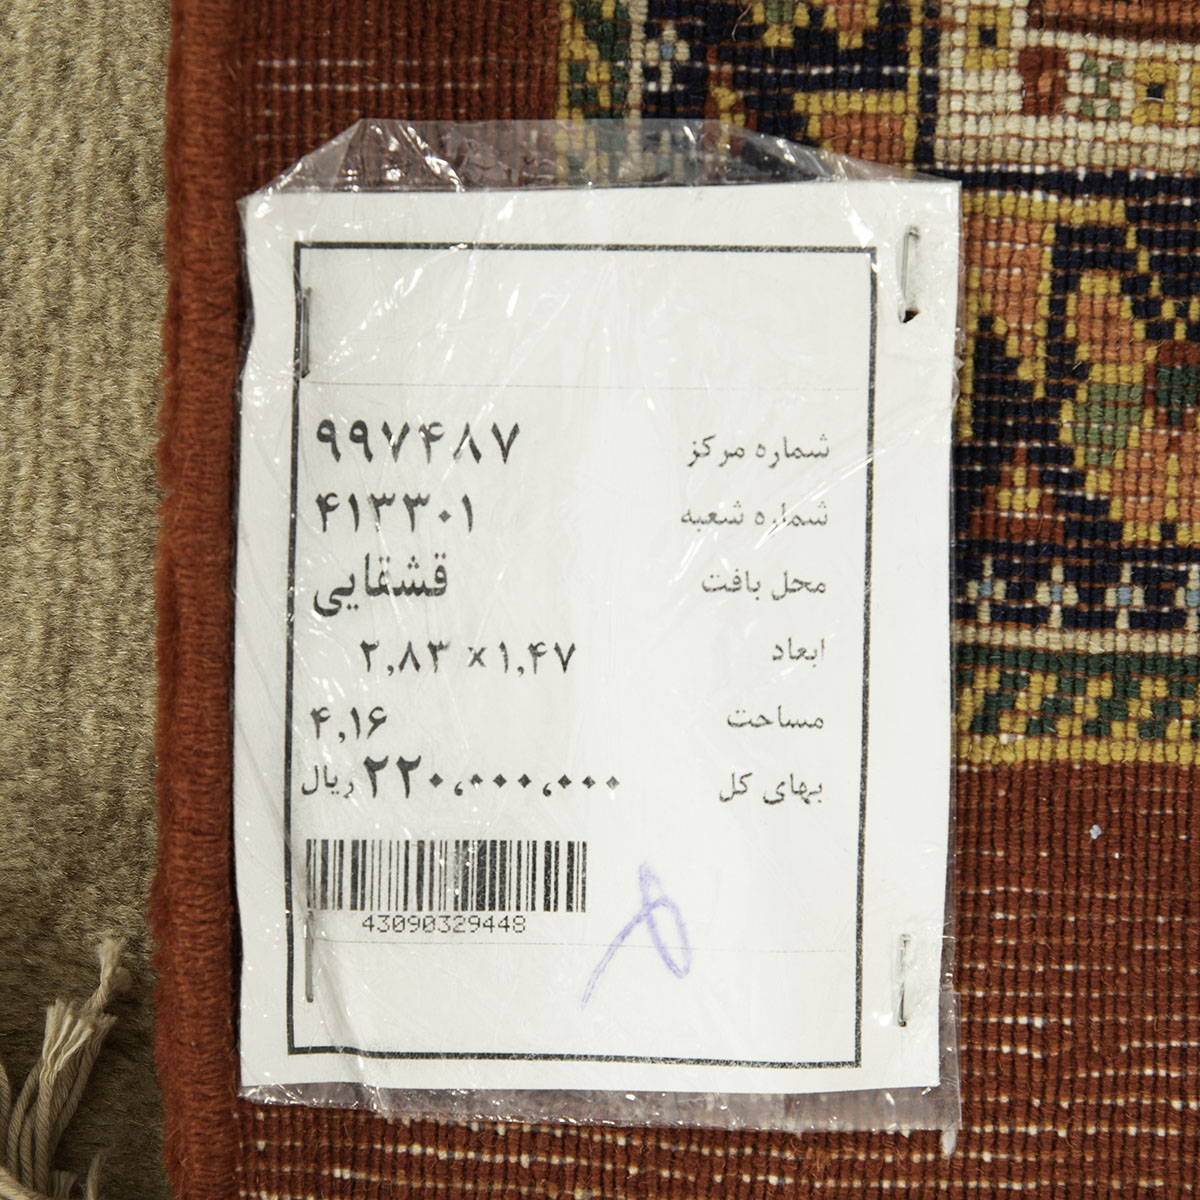 شماره مرکز ۹۹۷۴۸۷
شماره شعبه ۴۱۳۳۰۱
محل بافت قشقایی
ابعاد ۲,۸۳ × ۱,۴۷
مساحت ۴,۱۶
بهای کل ۲۲۰,۰۰۰,۰۰۰ ریال
43090329448